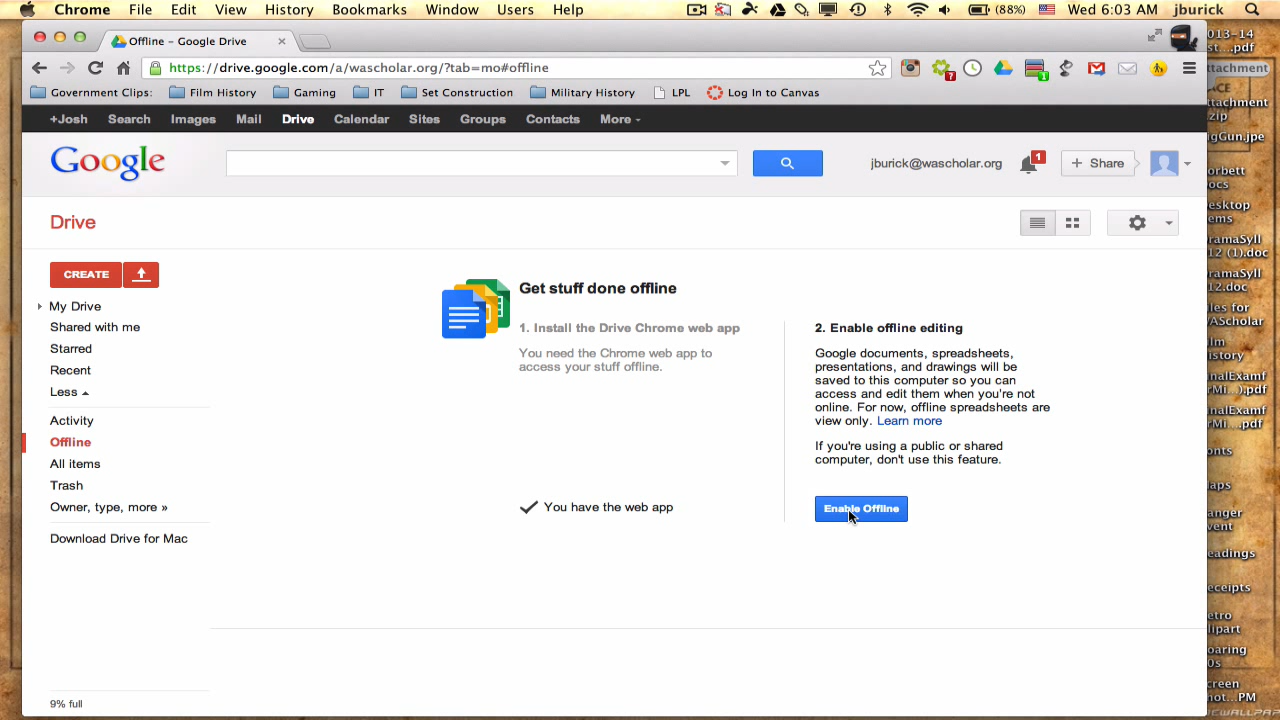 Chrome File Edit View History Bookmarks Window Users Help (88%) Wed 6:03 AM jburick
Offline – Google Drive
https://drive.google.com/a/wascholar.org/?tab=mo#offline
7
1
Government Clips: Film History Gaming IT Set Construction Military History LPL Log In to Canvas
+Josh Search Images Mail Drive Calendar Sites Groups Contacts More
Google
jburick@wascholar.org
1
+ Share
Drive
CREATE
My Drive
Shared with me
Starred
Recent
Less
Activity
Offline
All items
Trash
Owner, type, more »
Download Drive for Mac
9% full
Get stuff done offline
1. Install the Drive Chrome web app
You need the Chrome web app to
access your stuff offline.
You have the web app
2. Enable offline editing
Google documents, spreadsheets,
presentations, and drawings will be
saved to this computer so you can
access and edit them when you're not
online. For now, offline spreadsheets are
view only. Learn more
If you're using a public or shared
computer, don't use this feature.
Enable Offline